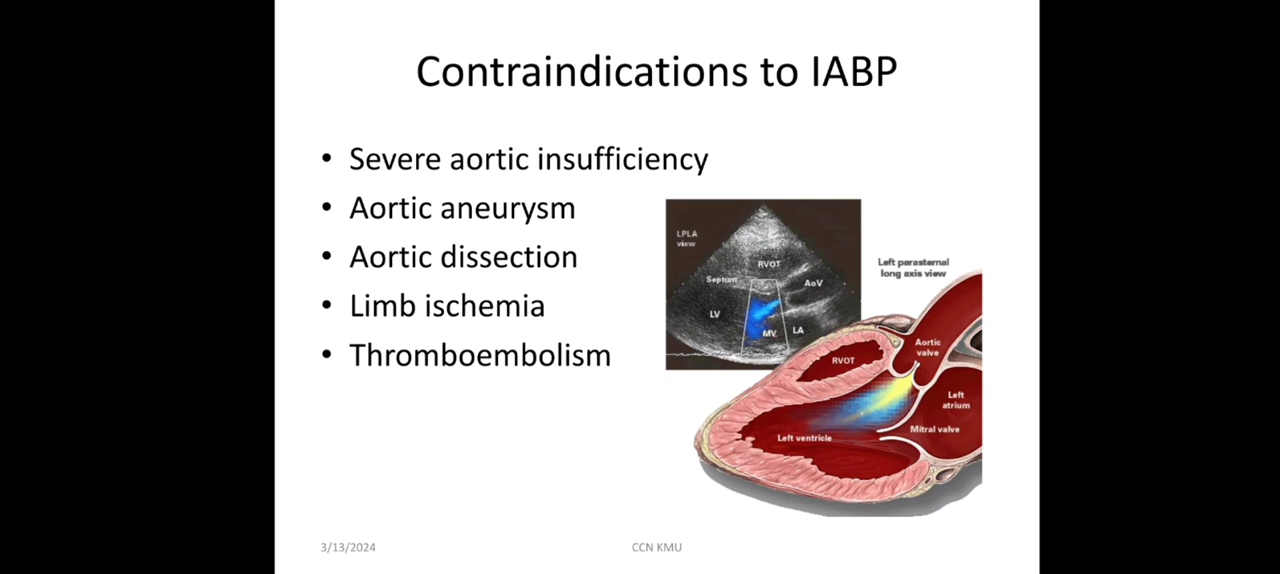 Contraindications to IABP
• Severe aortic insufficiency
• Aortic aneurysm
• Aortic dissection
• Limb ischemia
• Thromboembolism
LPLA
view
RVOT
Septum
AoV
LV
MV
LA
Left parasternal
long axis view
RVOT
Aortic
valve
Left
atrium
Mitral valve
Left ventricle
3/13/2024
CCN KMU